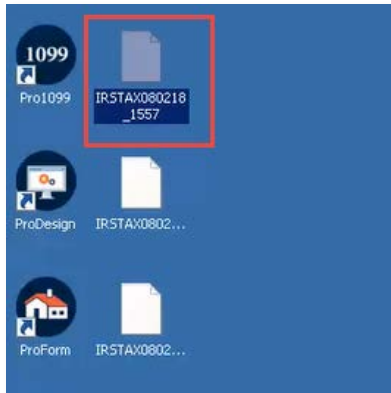 1099
Pro1099
IRSTAX080218
_1557
ProDesign
IRSTAX0802...
ProForm
IRSTAX0802...